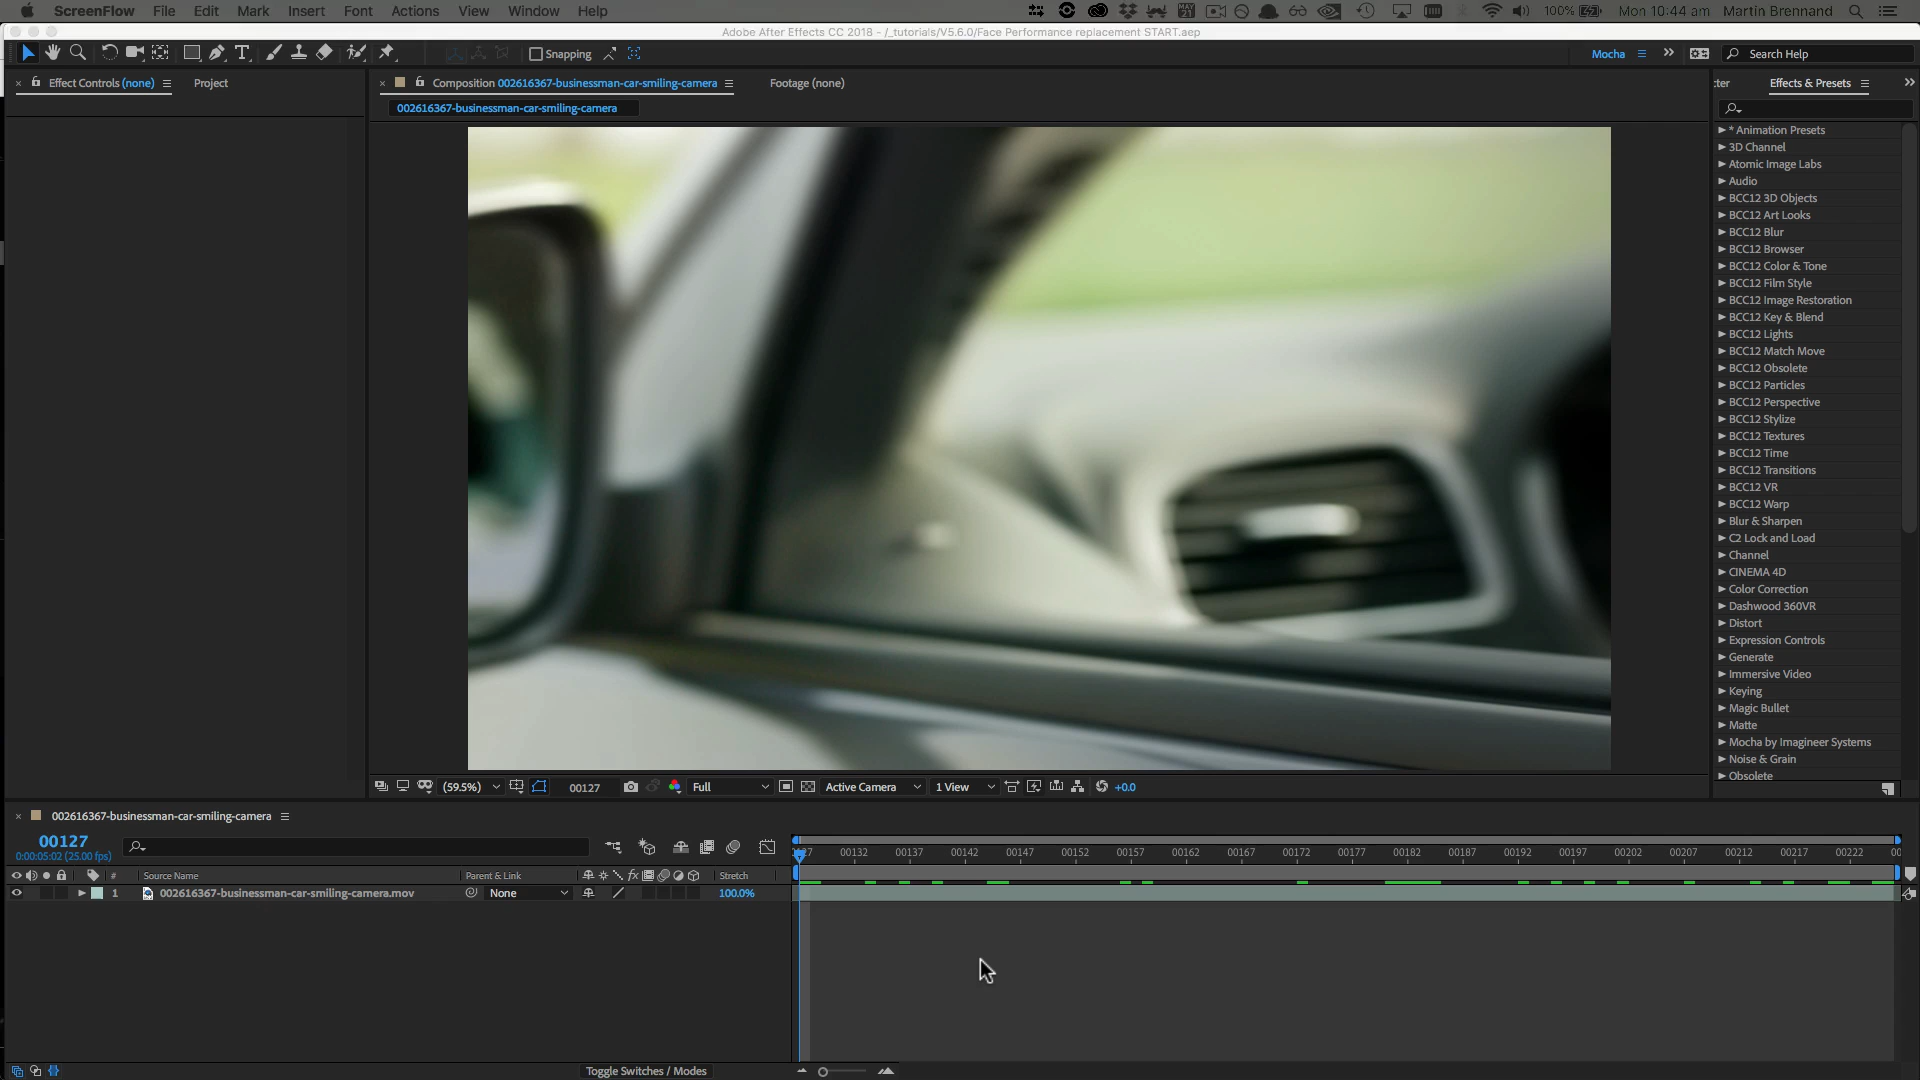 ScreenFlow File Edit Mark Insert Font Actions View Window Help
100% Mon 10:44 am Martin Brennand
Adobe After Effects CC 2018 - /_tutorials/V5.6.0/Face Performance replacement START.aep
Snapping
Mocha
Search Help
Effect Controls (none)
Project
Composition 002616367-businessman-car-smiling-camera
Footage (none)
cter
Effects & Presets
002616367-businessman-car-smiling-camera
* Animation Presets
3D Channel
Atomic Image Labs
Audio
BCC12 3D Objects
BCC12 Art Looks
BCC12 Blur
BCC12 Browser
BCC12 Color & Tone
BCC12 Film Style
BCC12 Image Restoration
BCC12 Key & Blend
BCC12 Lights
BCC12 Match Move
BCC12 Obsolete
BCC12 Particles
BCC12 Perspective
BCC12 Stylize
BCC12 Textures
BCC12 Time
BCC12 Transitions
BCC12 VR
BCC12 Warp
Blur & Sharpen
C2 Lock and Load
Channel
CINEMA 4D
Color Correction
Dashwood 360VR
Distort
Expression Controls
Generate
Immersive Video
Keying
Magic Bullet
Matte
Mocha by Imagineer Systems
Noise & Grain
Obsolete
(59.5%) 00127 Full Active Camera 1 View +0.0
002616367-businessman-car-smiling-camera
00127
0:00:05:02 (25.00 fps)
00132 00137 00142 00147 00152 00157 00162 00167 00172 00177 00182 00187 00192 00197 00202 00207 00212 00217 00222
# Source Name Parent & Link fx Stretch
1 002616367-businessman-car-smiling-camera.mov None 100.0%
Toggle Switches / Modes